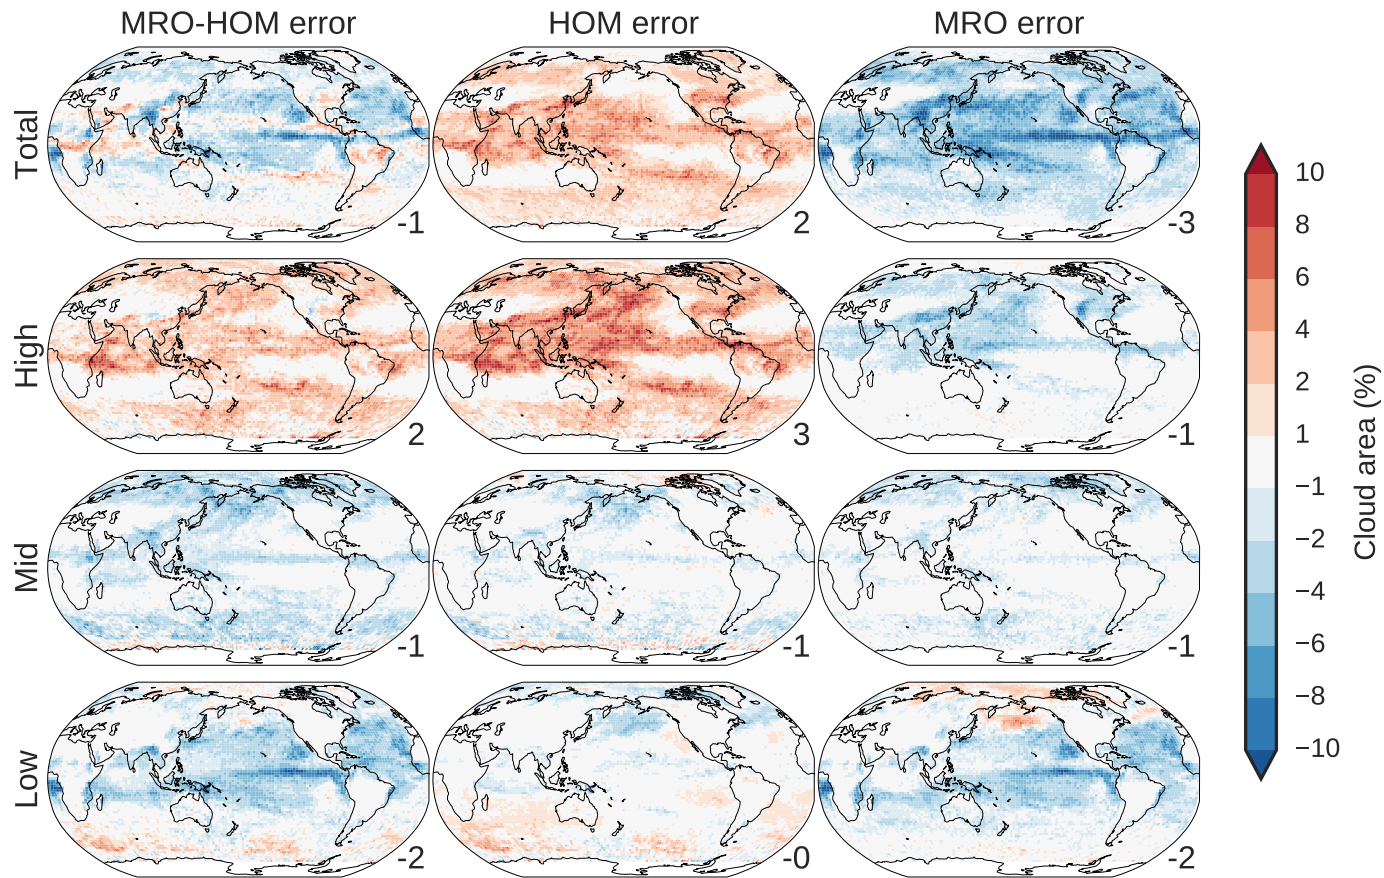 MRO-HOM error HOM error MRO error
Total
-1 2 -3
High
2 3 -1
Mid
-1 -1 -1
Low
-2 -0 -2
10
8
6
4
2
1
−1
−2
−4
−6
−8
−10
Cloud area (%)